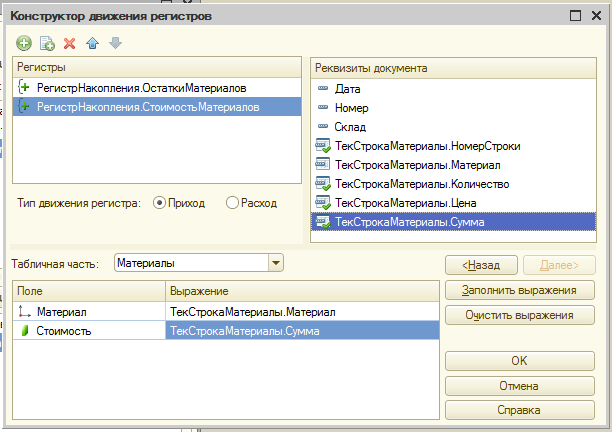 Конструктор движения регистров
Регистры
РегистрНакопления.ОстаткиМатериалов
РегистрНакопления.СтоимостьМатериалов
Тип движения регистра:
Приход
Расход
Реквизиты документа
Дата
Номер
Склад
ТекСтрокаМатериалы.НомерСтроки
ТекСтрокаМатериалы.Материал
ТекСтрокаМатериалы.Количество
ТекСтрокаМатериалы.Цена
ТекСтрокаМатериалы.Сумма
Табличная часть:
Материалы
<Назад
Далее>
Поле
Выражение
Материал
ТекСтрокаМатериалы.Материал
Стоимость
ТекСтрокаМатериалы.Сумма
Заполнить выражения
Очистить выражения
ОК
Отмена
Справка